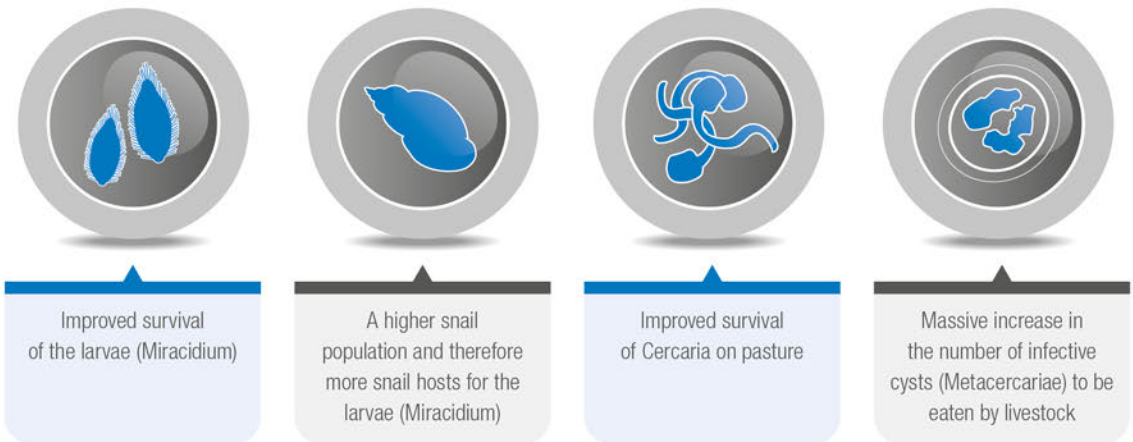 Improved survival
of the larvae (Miracidium)
A higher snail
population and therefore
more snail hosts for the
larvae (Miracidium)
Improved survival
of Cercaria on pasture
Massive increase in
the number of infective
cysts (Metacercariae) to be
eaten by livestock